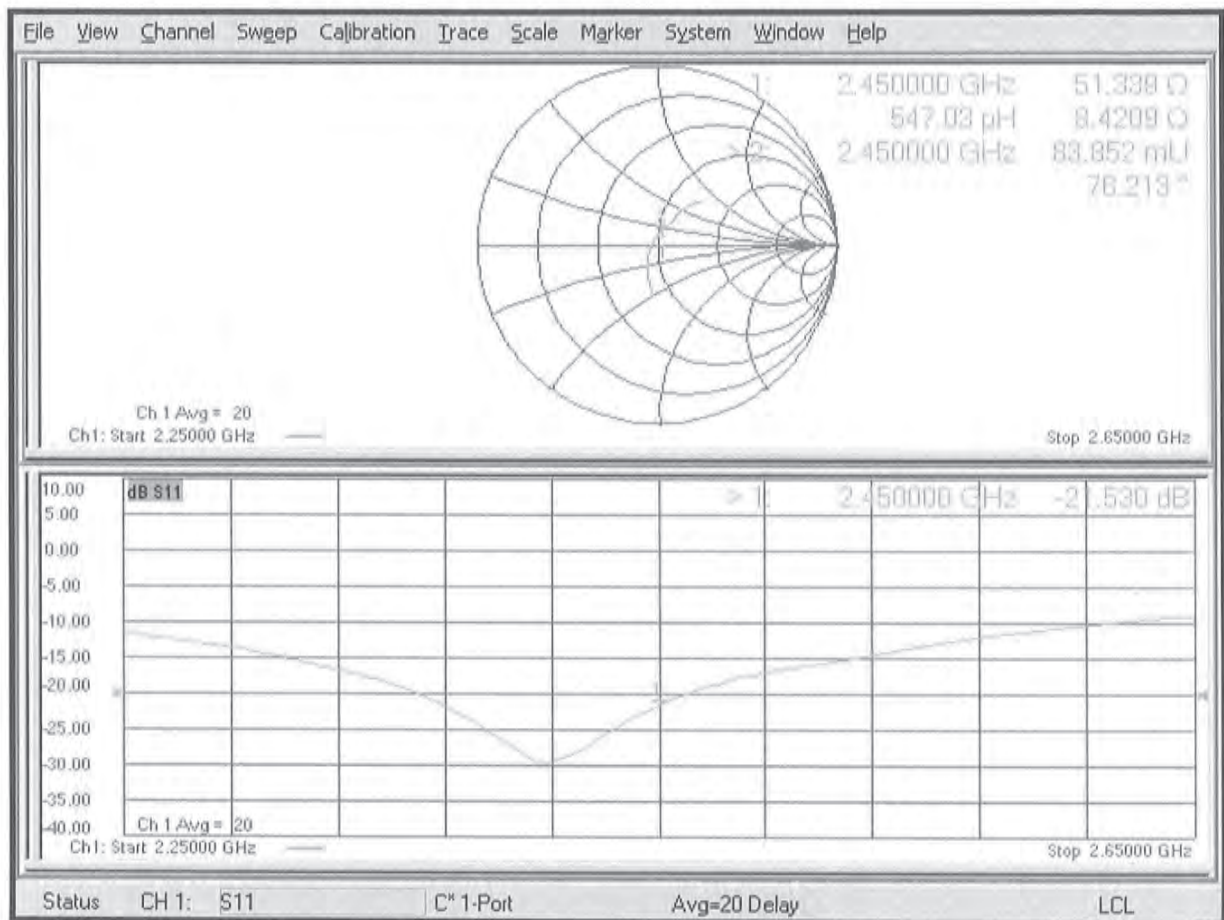 File View Channel Sweep Calibration Trace Scale Marker System Window Help
1: 2.450000 GHz 51.339 Ω
547.03 pH 8.4209 Ω
> 2: 2.450000 GHz 83.852 mU
76.213 °
Ch 1 Avg = 20
Ch1: Start 2.25000 GHz
Stop 2.65000 GHz
10.00
dB S11
> 1: 2.450000 GHz -21.530 dB
5.00
0.00
-5.00
-10.00
-15.00
-20.00
-25.00
-30.00
-35.00
-40.00
1
Ch 1 Avg = 20
Ch1: Start 2.25000 GHz
Stop 2.65000 GHz
Status CH 1: S11 C* 1-Port Avg=20 Delay LCL